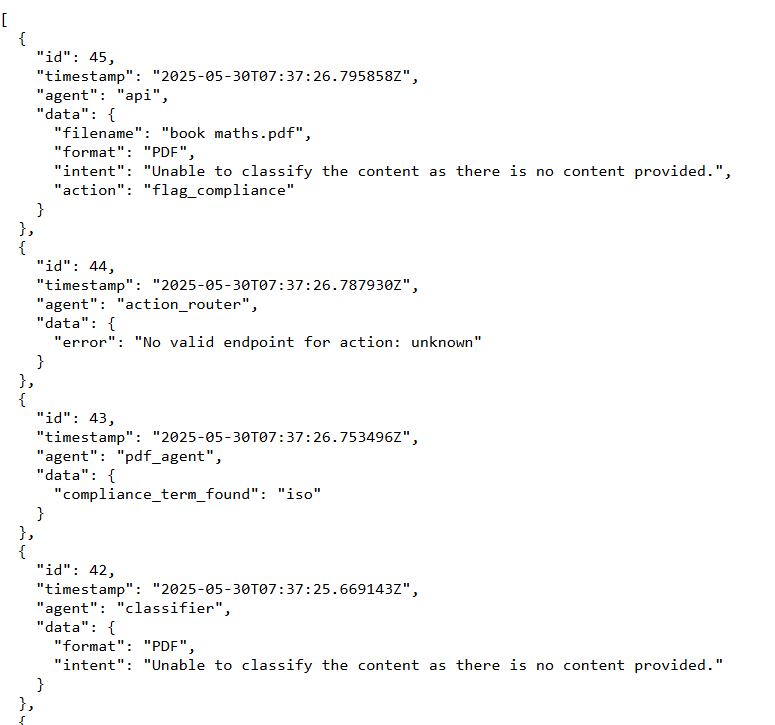 [
  {
    "id": 45,
    "timestamp": "2025-05-30T07:37:26.795858Z",
    "agent": "api",
    "data": {
      "filename": "book maths.pdf",
      "format": "PDF",
      "intent": "Unable to classify the content as there is no content provided.",
      "action": "flag_compliance"
    }
  },
  {
    "id": 44,
    "timestamp": "2025-05-30T07:37:26.787930Z",
    "agent": "action_router",
    "data": {
      "error": "No valid endpoint for action: unknown"
    }
  },
  {
    "id": 43,
    "timestamp": "2025-05-30T07:37:26.753496Z",
    "agent": "pdf_agent",
    "data": {
      "compliance_term_found": "iso"
    }
  },
  {
    "id": 42,
    "timestamp": "2025-05-30T07:37:25.669143Z",
    "agent": "classifier",
    "data": {
      "format": "PDF",
      "intent": "Unable to classify the content as there is no content provided."
    }
  },
  {